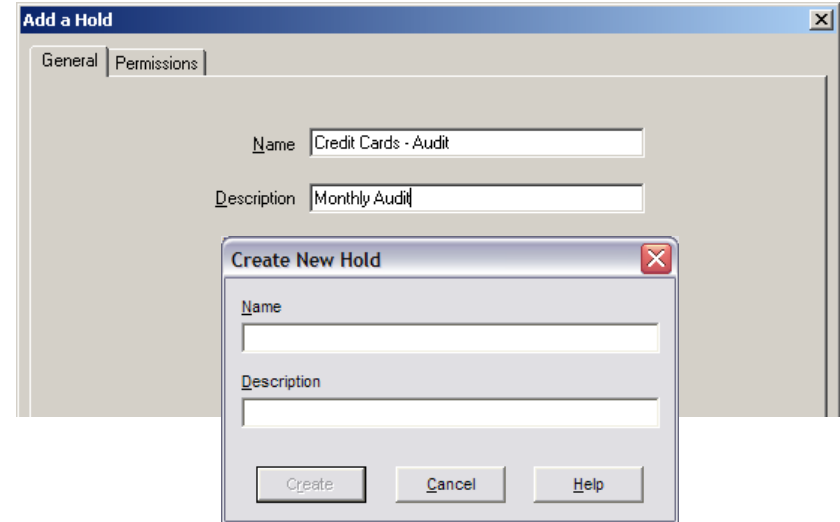 Add a Hold
General Permissions
Name Credit Cards - Audit
Description Monthly Audit
Create New Hold
Name
Description
Create Cancel Help